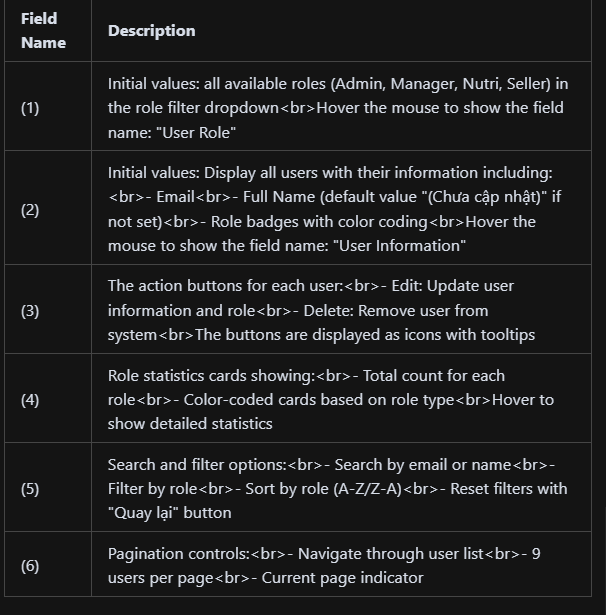 Field
Name
Description
(1)
Initial values: all available roles (Admin, Manager, Nutri, Seller) in
the role filter dropdown<br>Hover the mouse to show the field
name: "User Role"
(2)
Initial values: Display all users with their information including:
<br>- Email<br>- Full Name (default value "(Chưa cập nhật)" if
not set)<br>- Role badges with color coding<br>Hover the
mouse to show the field name: "User Information"
(3)
The action buttons for each user:<br>- Edit: Update user
information and role<br>- Delete: Remove user from
system<br>The buttons are displayed as icons with tooltips
(4)
Role statistics cards showing:<br>- Total count for each
role<br>- Color-coded cards based on role type<br>Hover to
show detailed statistics
(5)
Search and filter options:<br>- Search by email or name<br>-
Filter by role<br>- Sort by role (A-Z/Z-A)<br>- Reset filters with
"Quay lại" button
(6)
Pagination controls:<br>- Navigate through user list<br>- 9
users per page<br>- Current page indicator